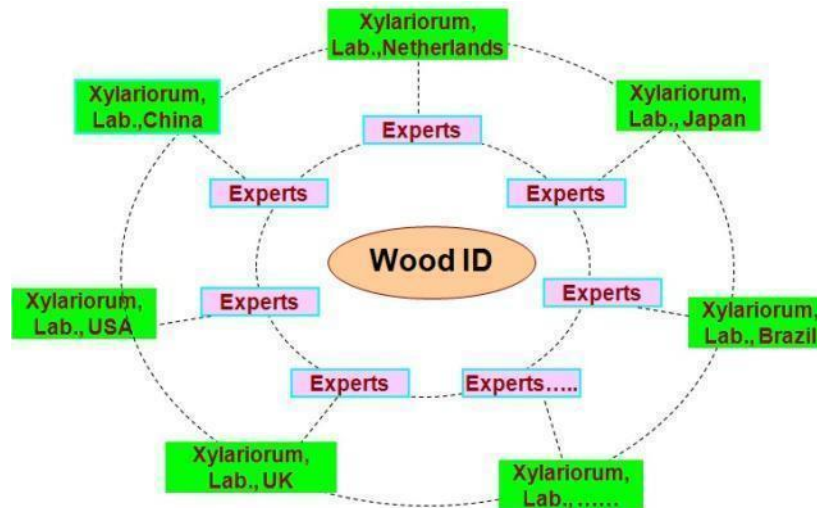 Xylariorum,
Lab.,Netherlands
Xylariorum,
Lab.,China
Xylariorum,
Lab.,Japan
Experts
Experts
Experts
Wood ID
Xylariorum,
Lab.,USA
Experts
Experts
Xylariorum,
Lab.,Brazil
Experts
Experts…..
Xylariorum,
Lab.,UK
Xylariorum,
Lab.,……